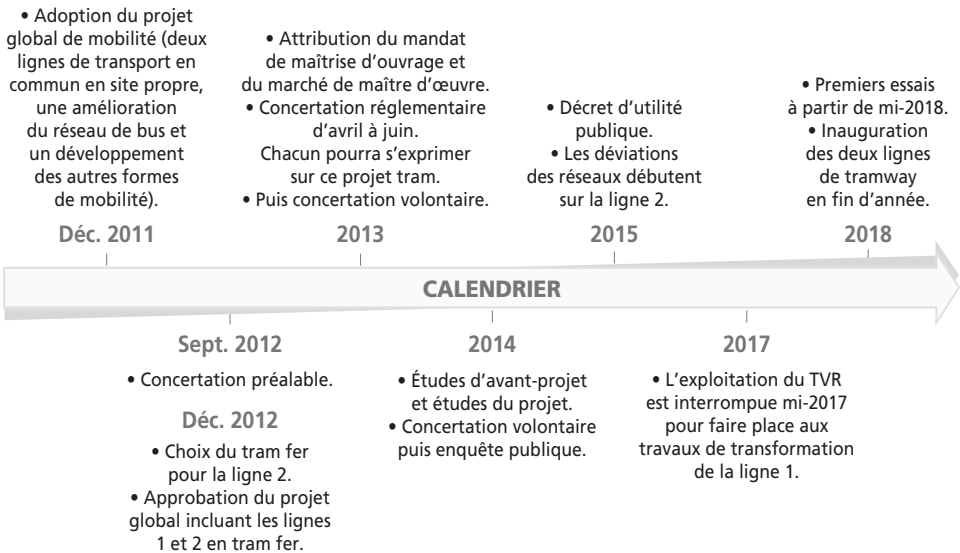 • Adoption du projet
global de mobilité (deux
lignes de transport en
commun en site propre,
une amélioration
du réseau de bus et
un développement
des autres formes
de mobilité).
Déc. 2011
• Attribution du mandat
de maîtrise d’ouvrage et
du marché de maître d’œuvre.
• Concertation réglementaire
d’avril à juin.
Chacun pourra s’exprimer
sur ce projet tram.
• Puis concertation volontaire.
2013
• Décret d’utilité
publique.
• Les déviations
des réseaux débutent
sur la ligne 2.
2015
• Premiers essais
à partir de mi-2018.
• Inauguration
des deux lignes
de tramway
en fin d’année.
2018
CALENDRIER
Sept. 2012
• Concertation préalable.
Déc. 2012
• Choix du tram fer
pour la ligne 2.
• Approbation du projet
global incluant les lignes
1 et 2 en tram fer.
2014
• Études d’avant-projet
et études du projet.
• Concertation volontaire
puis enquête publique.
2017
• L’exploitation du TVR
est interrompue mi-2017
pour faire place aux
travaux de transformation
de la ligne 1.